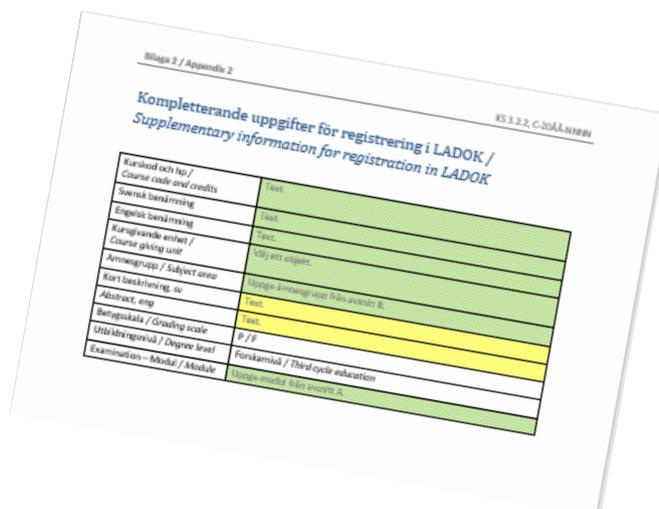 Bilaga 2 / Appendix 2
KS 3.2.2, C-20ÅÅ-NNNN
Kompletterande uppgifter för registrering i LADOK /
Supplementary information for registration in LADOK
Kurskod och hp /
Course code and credits
Text.
Svensk benämning
Text.
Engelsk benämning
Text.
Kursgivande enhet /
Course giving unit
Välj ett objekt.
Ämnesgrupp / Subject area
Uppge ämnesgrupp från avsnitt B.
Kort beskrivning, sv
Text.
Abstract, eng
Text.
Betygsskala / Grading scale
P / F
Utbildningsnivå / Degree level
Forskarnivå / Third cycle education
Examination – Modul / Module
Uppge modul från avsnitt A.